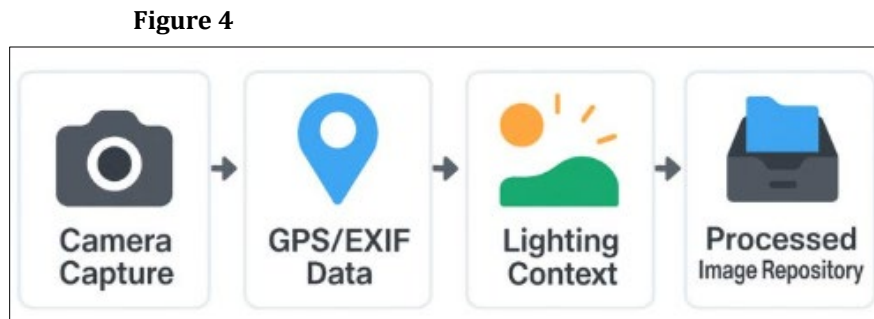 Figure 4
Camera
Capture
GPS/EXIF
Data
Lighting
Context
Processed
Image Repository